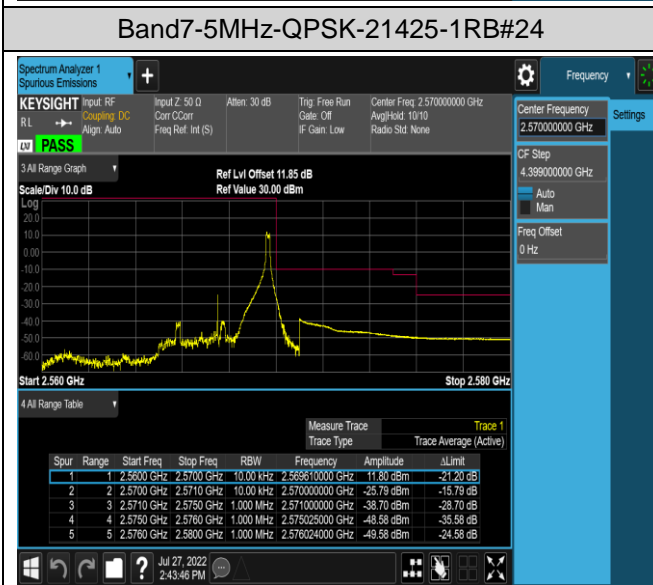 Band7-5MHz-QPSK-21425-1RB#24
Spectrum Analyzer 1
Spurious Emissions
Frequency
KEYSIGHT Input: RF Input Z: 50 Ω Atten: 30 dB Trig: Free Run Center Freq: 2.570000000 GHz
RL Coupling: DC Corr CCorr Gate: Off Avg|Hold: 10/10
Align: Auto Freq Ref: Int (S) IF Gain: Low Radio Std: None
LXI PASS
Center Frequency
2.570000000 GHz
Settings
CF Step
4.399000000 GHz
Auto
Man
Freq Offset
0 Hz
3 All Range Graph
Ref Lvl Offset 11.85 dB
Scale/Div 10.0 dB Ref Value 30.00 dBm
Log
20.0
10.0
0.00
-10.0
-20.0
-30.0
-40.0
-50.0
-60.0
Start 2.560 GHz Stop 2.580 GHz
4 All Range Table
Measure Trace Trace 1
Trace Type Trace Average (Active)
Spur Range Start Freq Stop Freq RBW Frequency Amplitude ΔLimit
1 1 2.5600 GHz 2.5700 GHz 10.00 kHz 2.569610000 GHz 11.80 dBm -21.20 dB
2 2 2.5700 GHz 2.5710 GHz 10.00 kHz 2.570000000 GHz -25.79 dBm -15.79 dB
3 3 2.5710 GHz 2.5750 GHz 1.000 MHz 2.571000000 GHz -38.70 dBm -28.70 dB
4 4 2.5750 GHz 2.5760 GHz 1.000 MHz 2.575025000 GHz -48.58 dBm -35.58 dB
5 5 2.5760 GHz 2.5800 GHz 1.000 MHz 2.576024000 GHz -49.58 dBm -24.58 dB
Jul 27, 2022
2:43:46 PM